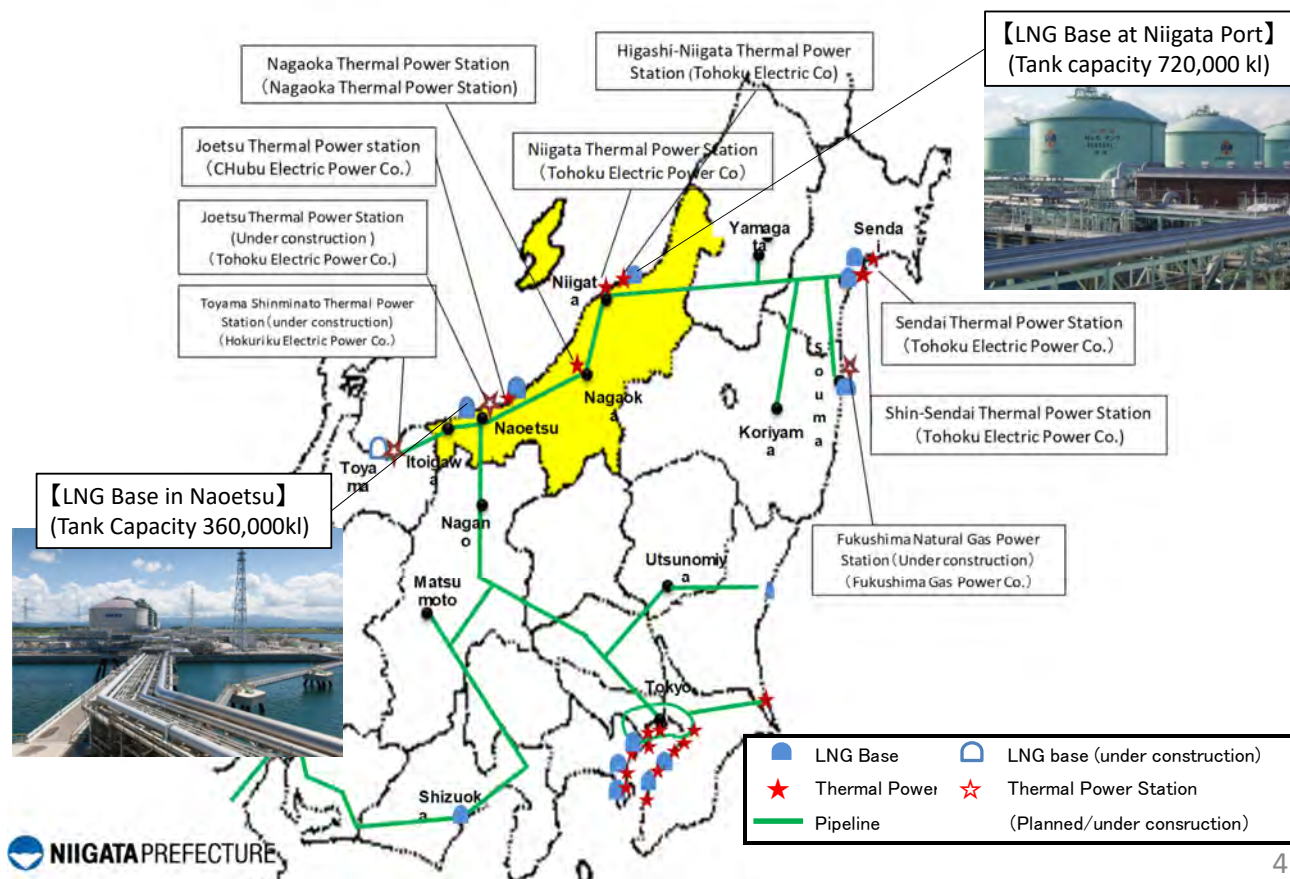 Nagaoka Thermal Power Station
(Nagaoka Thermal Power Station)
Higashi-Niigata Thermal Power
Station (Tohoku Electric Co)
【LNG Base at Niigata Port】
(Tank capacity 720,000 kl)
Joetsu Thermal Power station
(CHubu Electric Power Co.)
Niigata Thermal Power Station
(Tohoku Electric Power Co)
Joetsu Thermal Power Station
(Under construction )
(Tohoku Electric Power Co.)
Toyama Shinminato Thermal Power
Station(under construction)
(Hokuriku Electric Power Co.)
Yamaga
ta
Senda
i
Niigat
a
Sendai Thermal Power Station
(Tohoku Electric Power Co.)
Souma
Nagaok
a
Naoetsu
Koriyam
a
Shin-Sendai Thermal Power Station
(Tohoku Electric Power Co.)
Toya
ma
Itoigaw
a
【LNG Base in Naoetsu】
(Tank Capacity 360,000kl)
Nagan
o
Fukushima Natural Gas Power
Station(Under construction)
(Fukushima Gas Power Co.)
Utsunomiy
a
Matsu
moto
Tokyo
Shizuok
a
LNG Base
LNG base (under construction)
Thermal Power
Thermal Power Station
Pipeline
(Planned/under consruction)
NIIGATA PREFECTURE
4